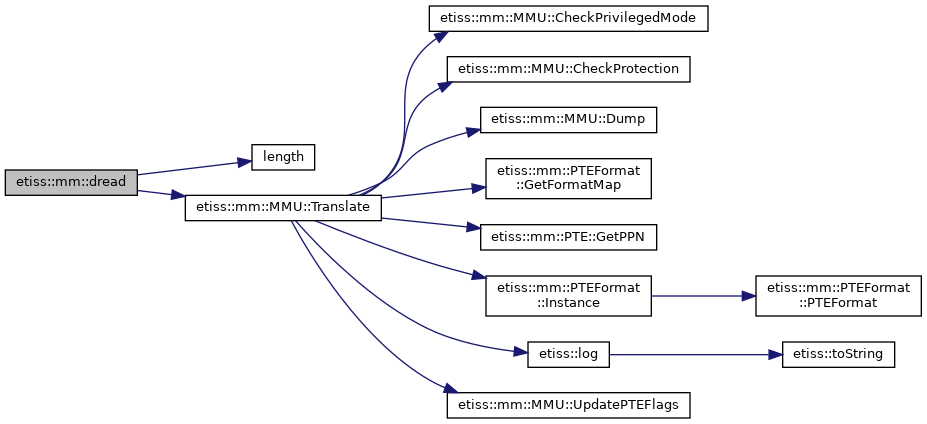 etiss::mm::dread
length
etiss::mm::MMU::Translate
etiss::mm::MMU::CheckPrivilegedMode
etiss::mm::MMU::CheckProtection
etiss::mm::MMU::Dump
etiss::mm::PTEFormat
::GetFormatMap
etiss::mm::PTE::GetPPN
etiss::mm::PTEFormat
::Instance
etiss::mm::PTEFormat
::PTEFormat
etiss::log
etiss::toString
etiss::mm::MMU::UpdatePTEFlags